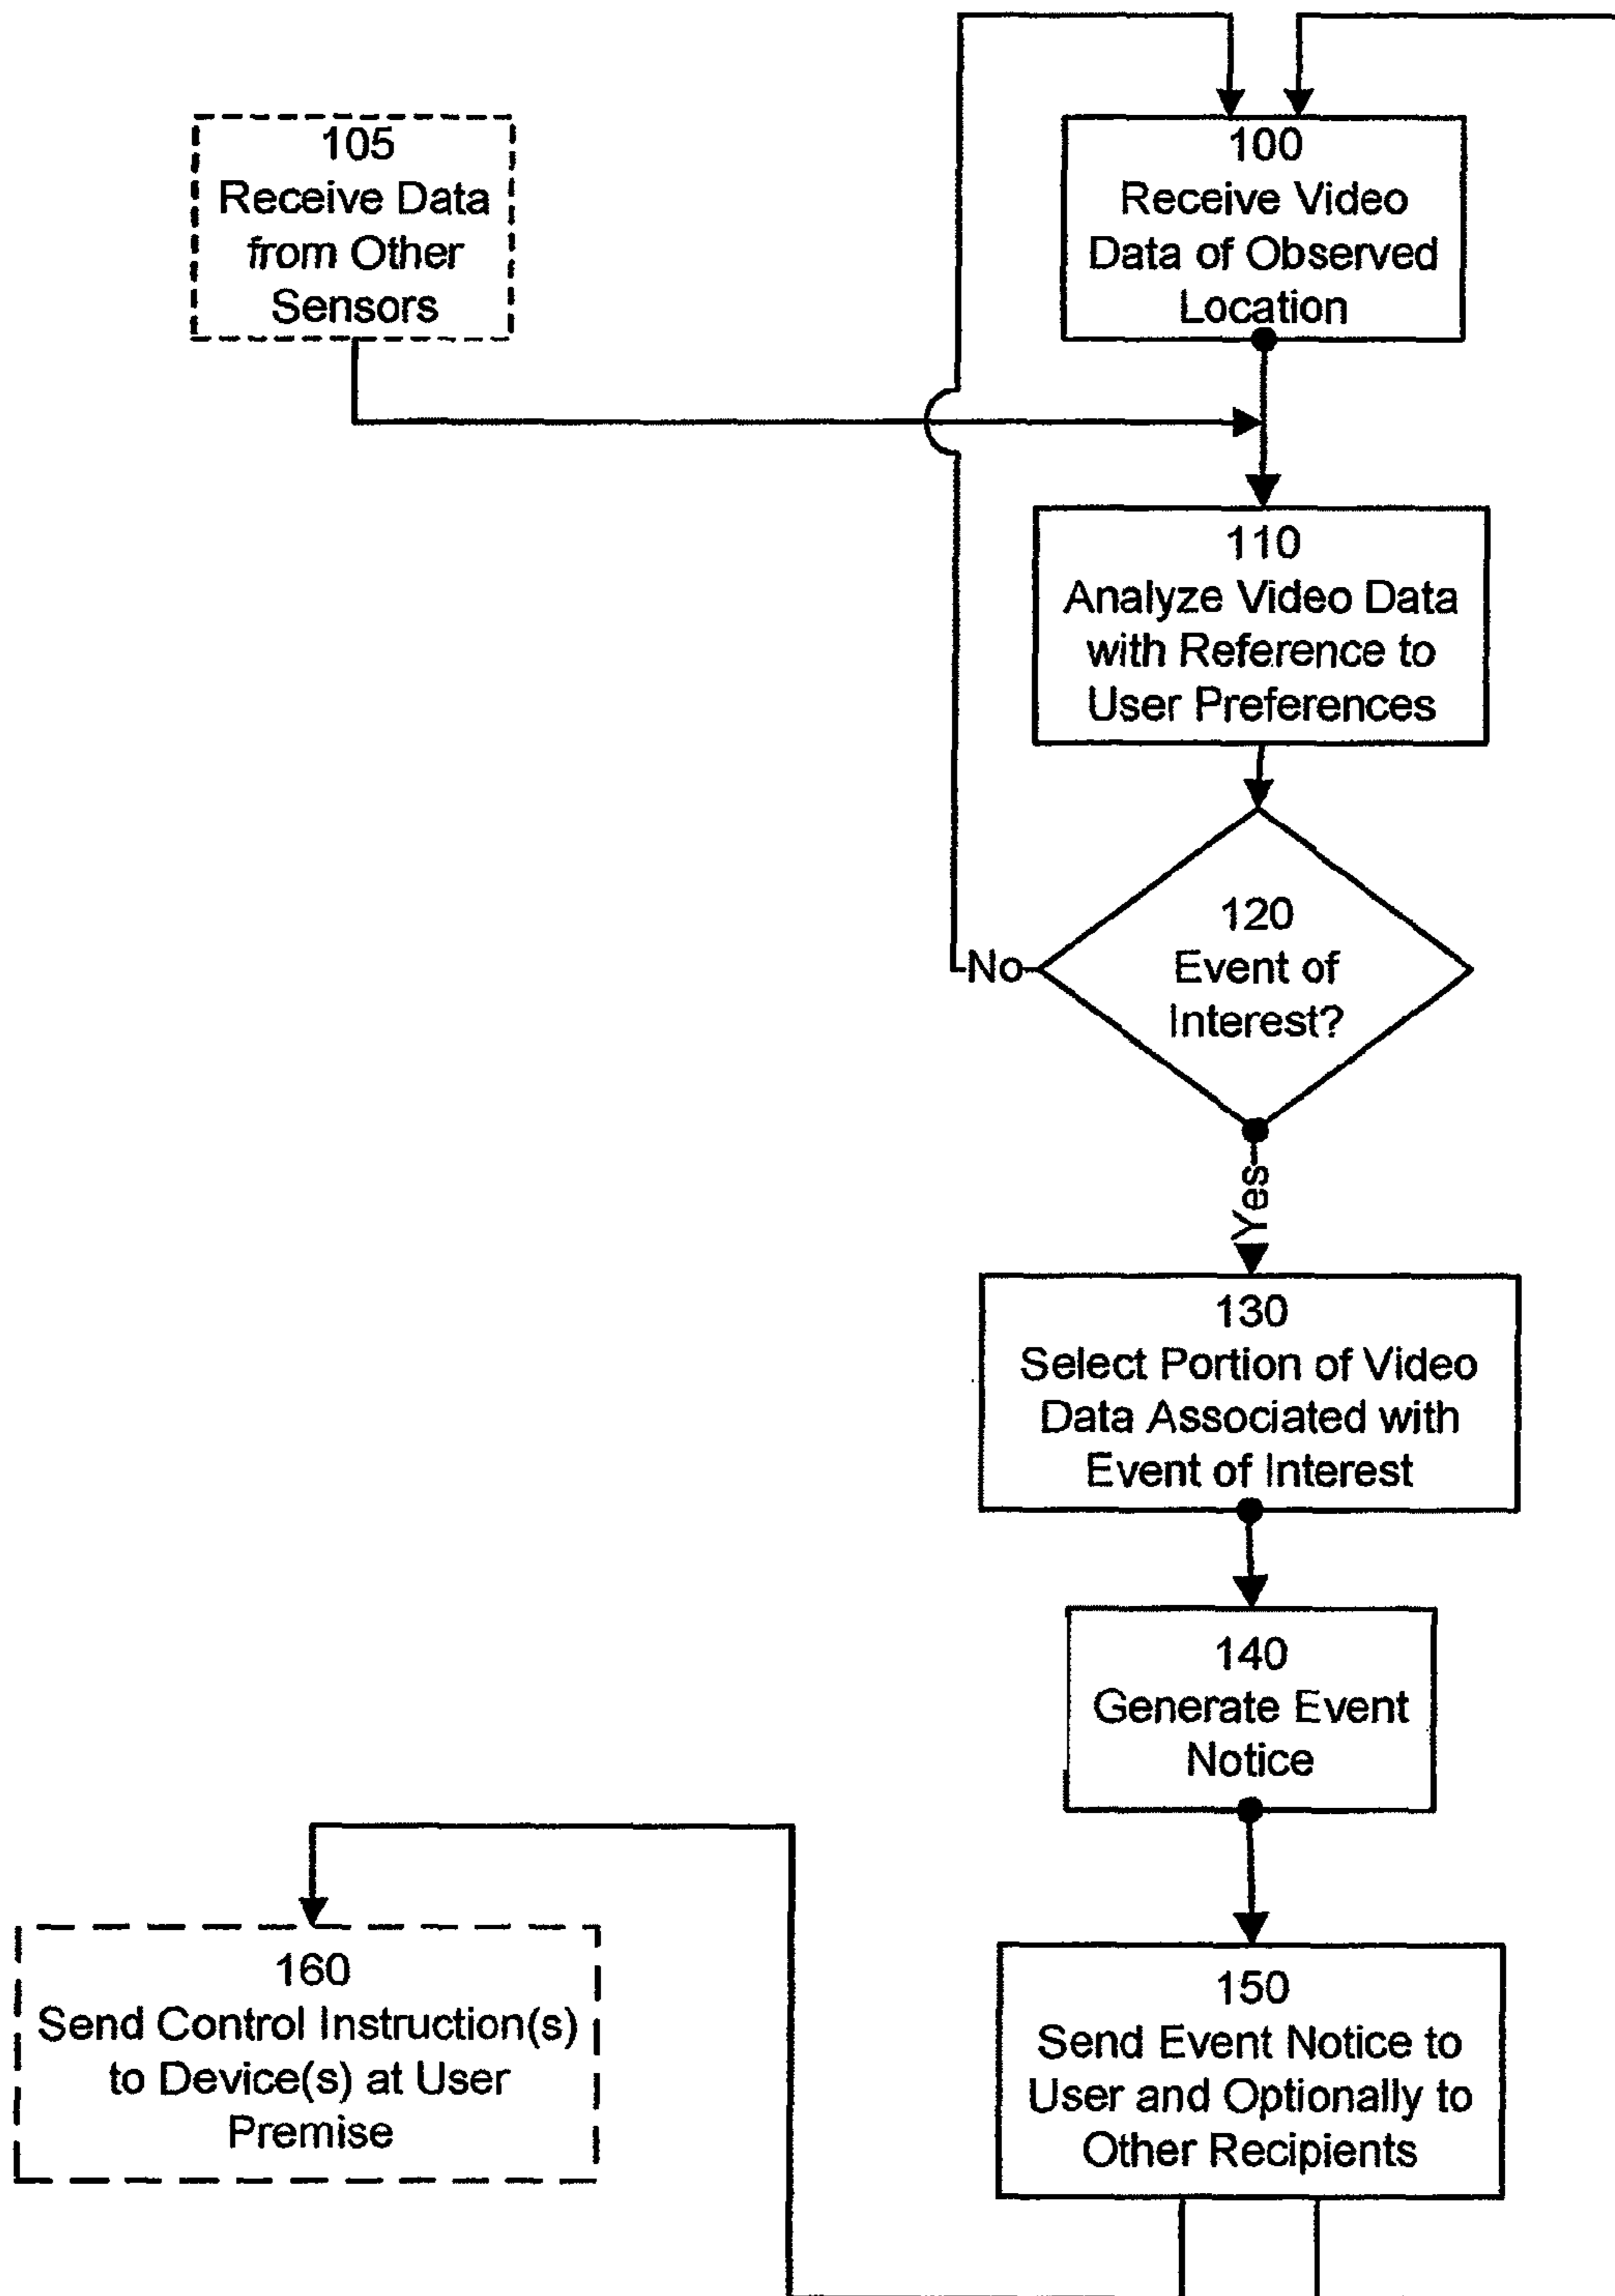 105
Receive Data
from Other
Sensors
100
Receive Video
Data of Observed
Location
110
Analyze Video Data
with Reference to
User Preferences
120
Event of
Interest?
No
Yes
130
Select Portion of Video
Data Associated with
Event of Interest
140
Generate Event
Notice
160
Send Control Instruction(s)
to Device(s) at User
Premise
150
Send Event Notice to
User and Optionally to
Other Recipients